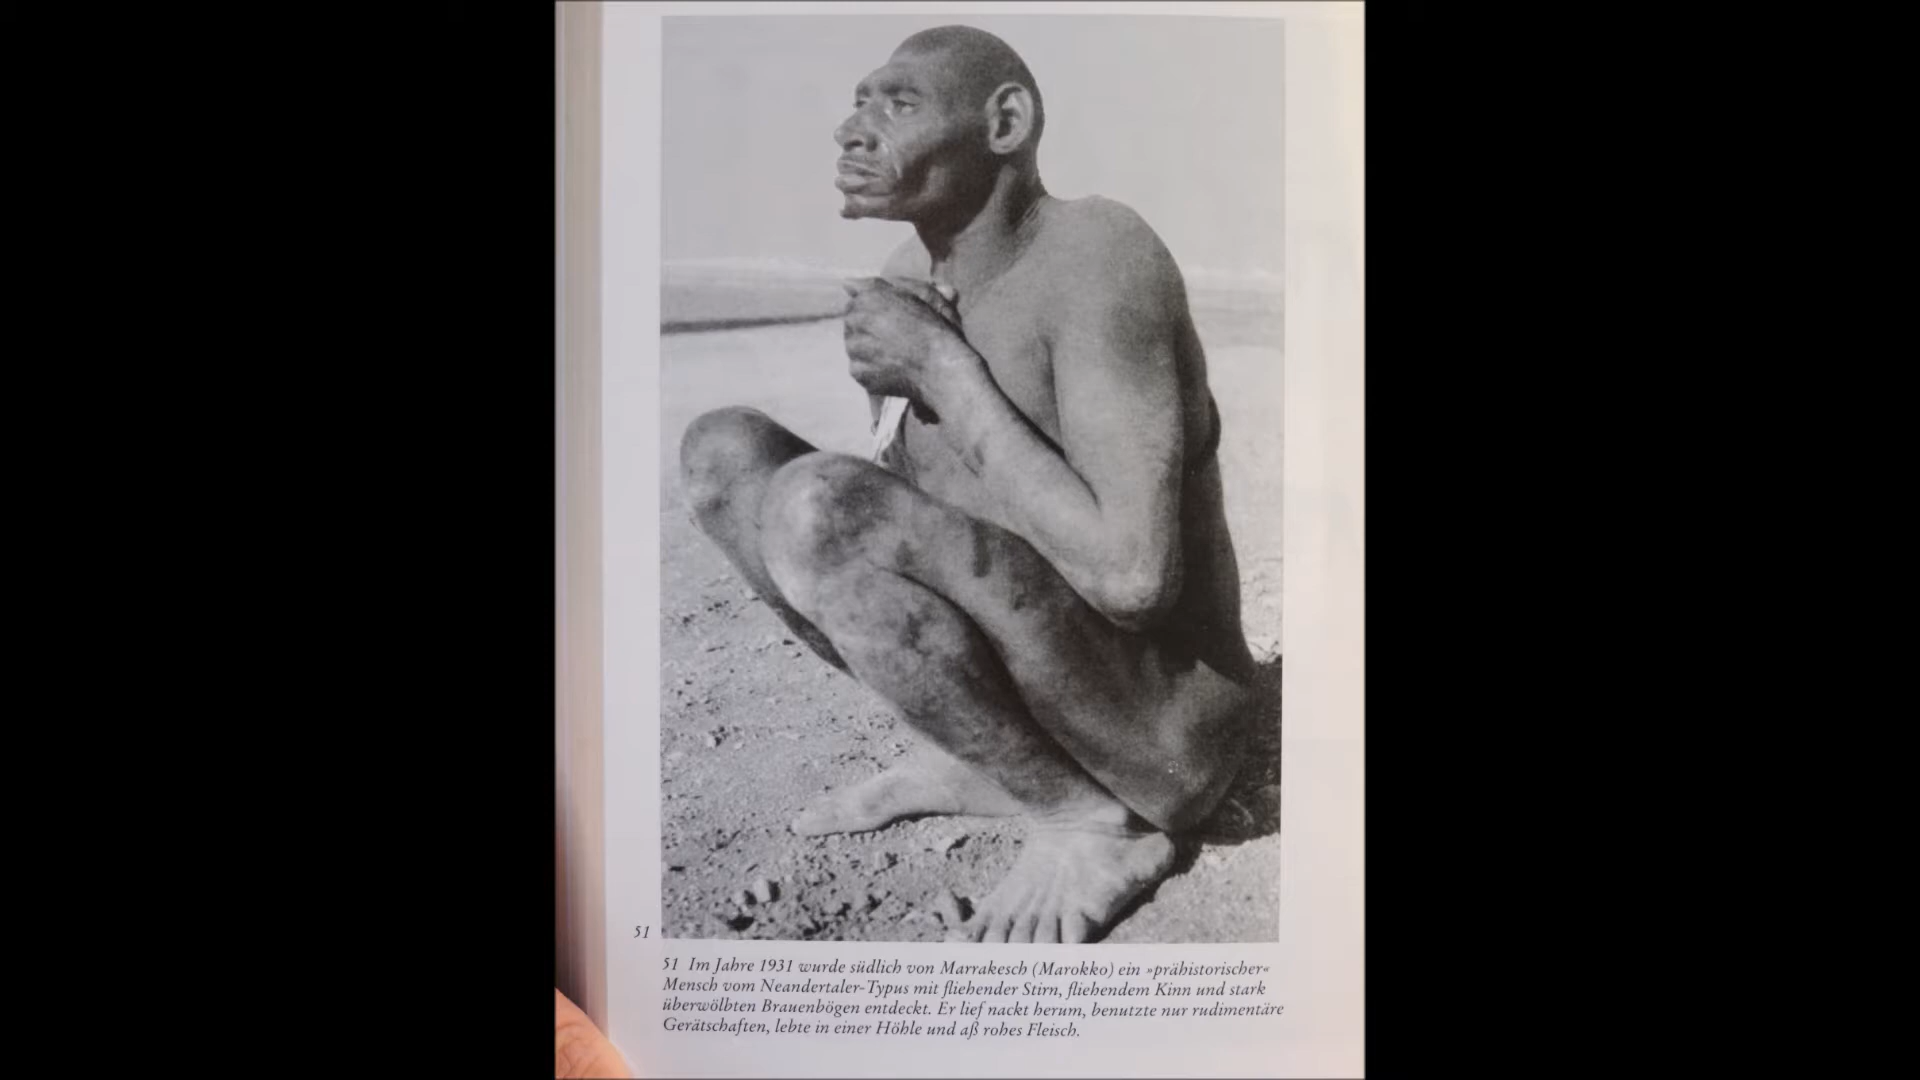 51
51 Im Jahre 1931 wurde südlich von Marrakesch (Marokko) ein »prähistorischer«
Mensch vom Neandertaler-Typus mit fliehender Stirn, fliehendem Kinn und stark
überwölbten Brauenbögen entdeckt. Er lief nackt herum, benutzte nur rudimentäre
Gerätschaften, lebte in einer Höhle und aß rohes Fleisch.